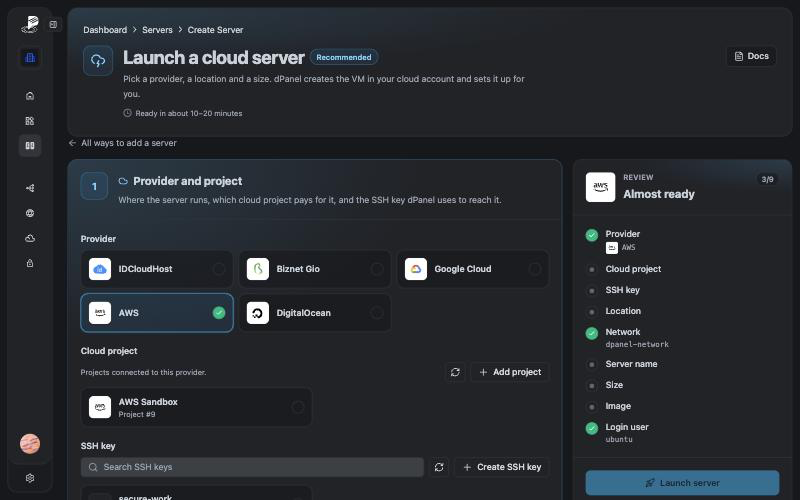 Dashboard > Servers > Create Server
Launch a cloud server
Recommended
Docs
Pick a provider, a location and a size. dPanel creates the VM in your cloud account and sets it up for
you.
Ready in about 10–20 minutes
← All ways to add a server
1
Provider and project
Where the server runs, which cloud project pays for it, and the SSH key dPanel uses to reach it.
Provider
IDCloudHost
Biznet Gio
Google Cloud
aws
AWS
DigitalOcean
Cloud project
Projects connected to this provider.
+ Add project
aws
AWS Sandbox
Project #9
SSH key
Search SSH keys
+ Create SSH key
secure-work
aws
REVIEW
Almost ready
3/9
Provider
AWS
Cloud project
SSH key
Location
Network
dpanel-network
Server name
Size
Image
Login user
ubuntu
Launch server